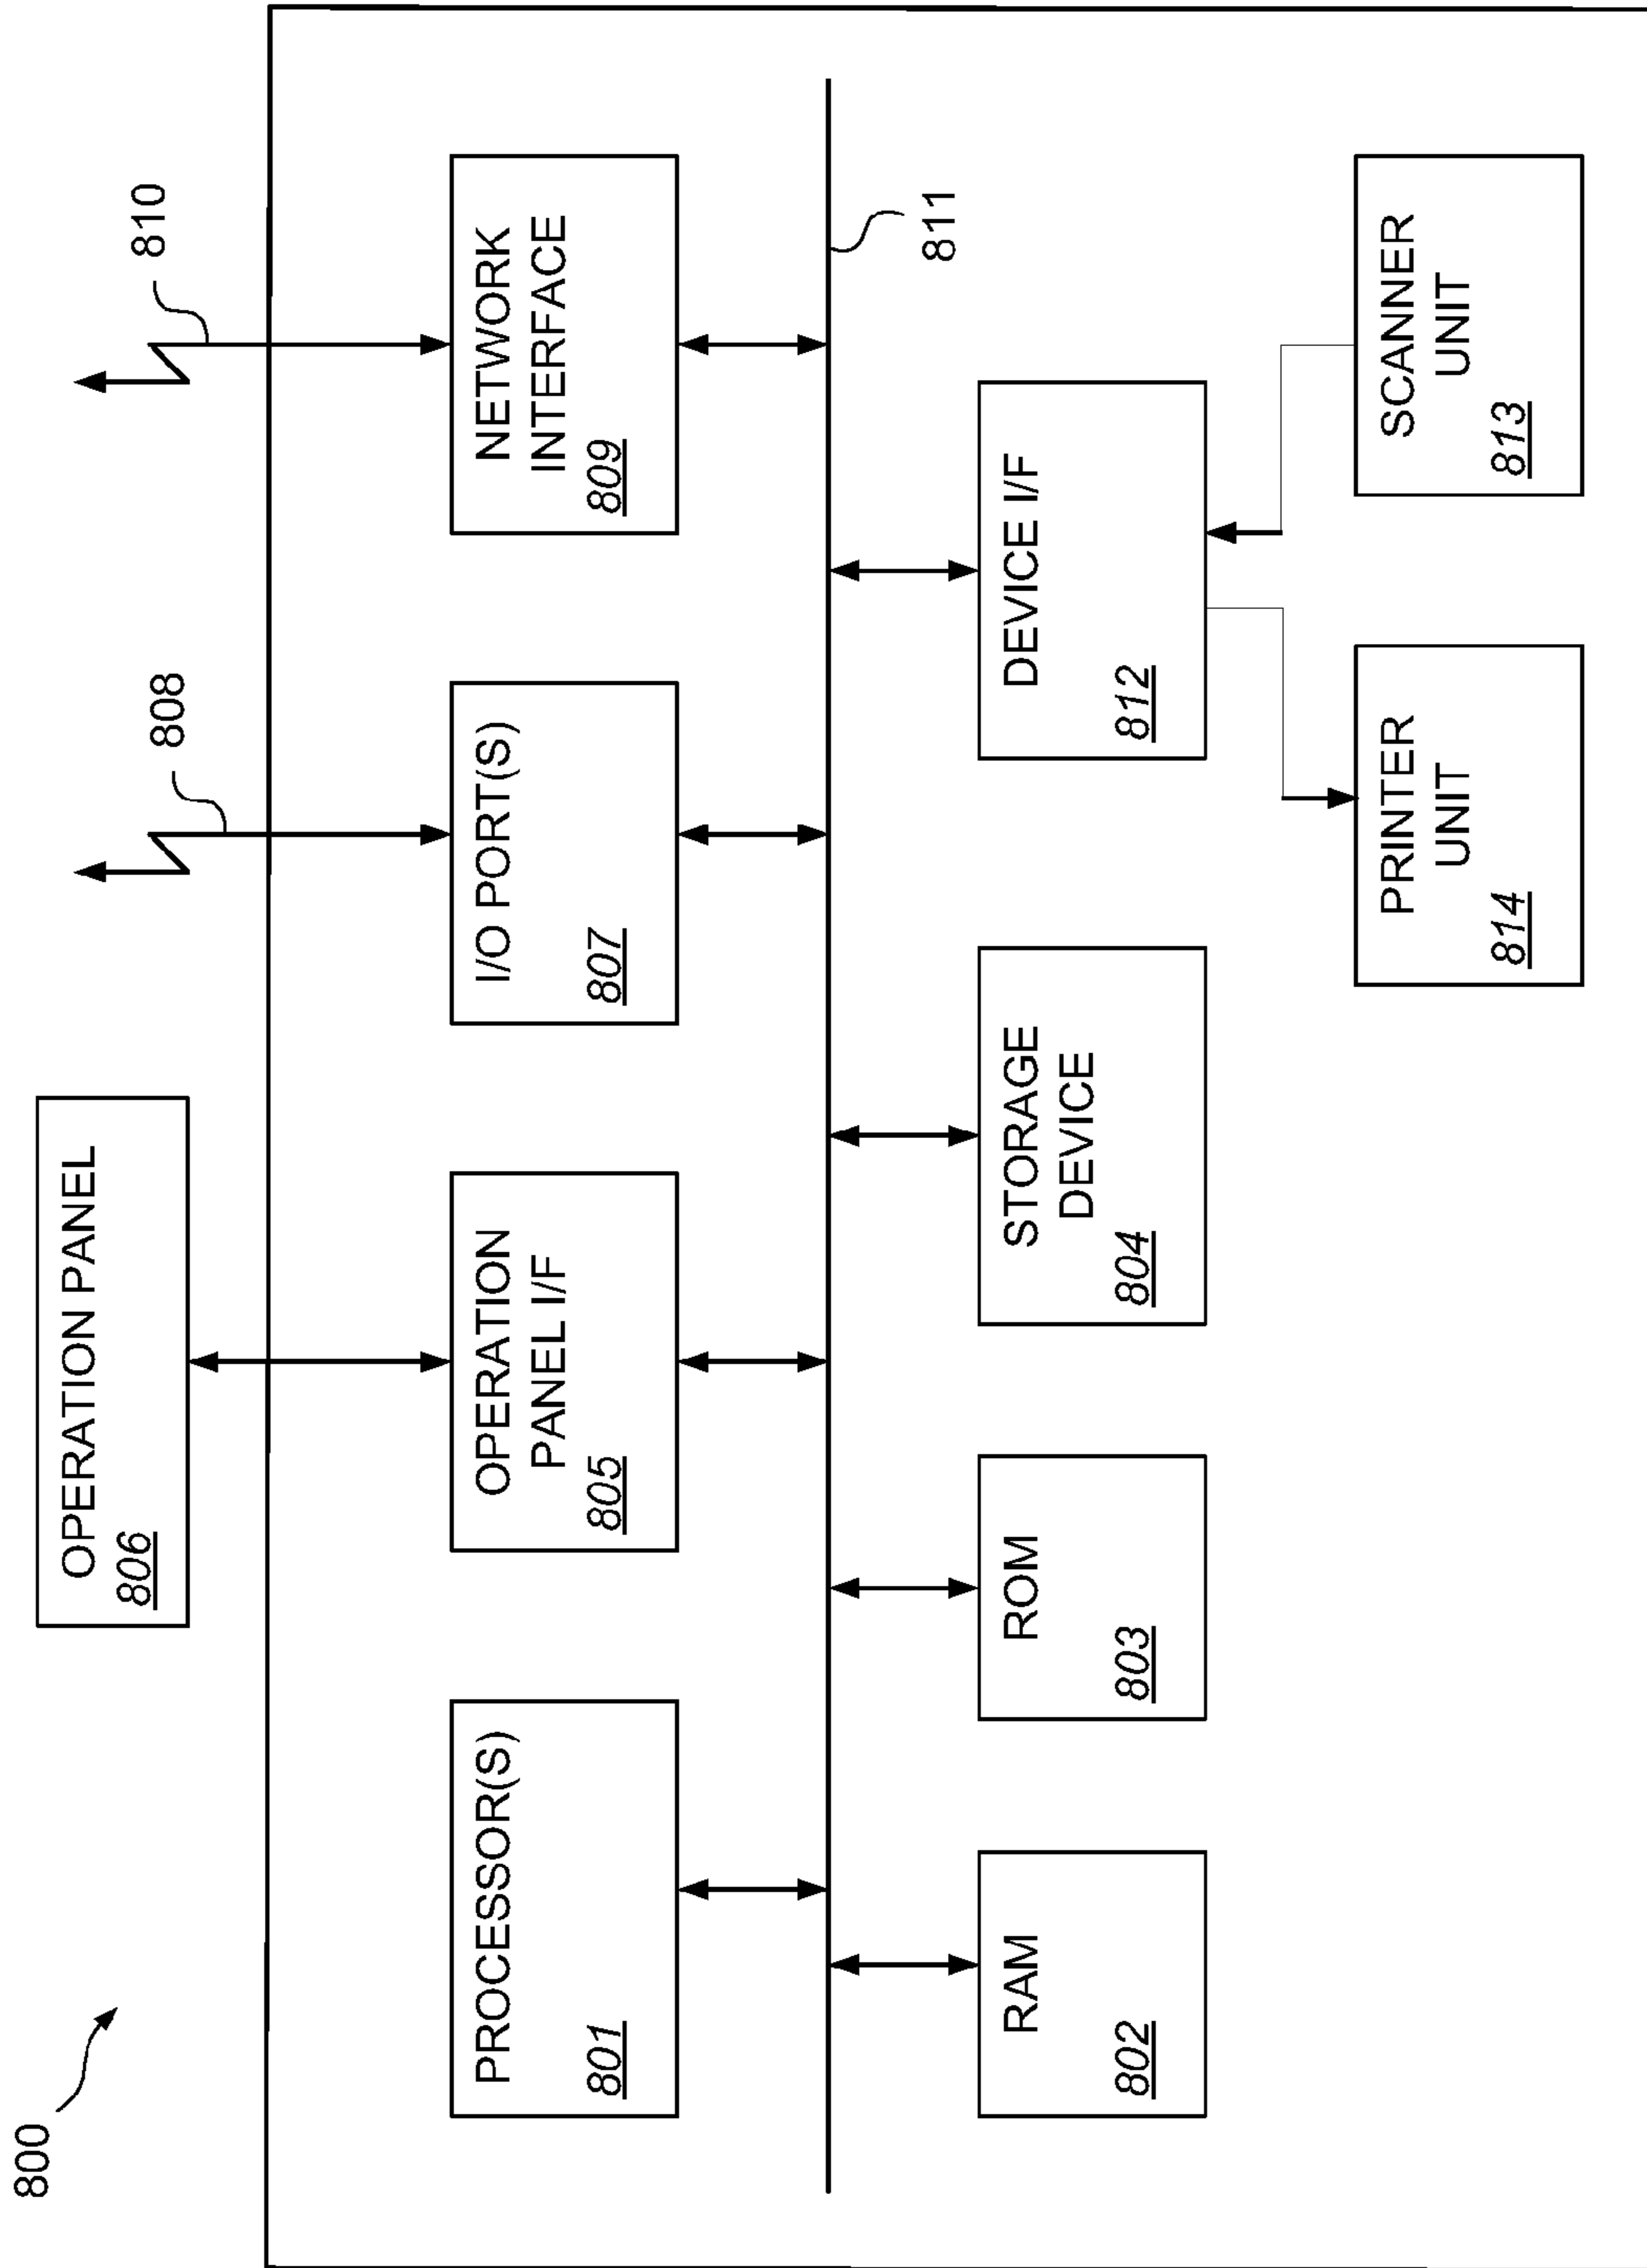 800
OPERATION PANEL
806
808
810
PROCESSOR(S)
801
OPERATION
PANEL I/F
805
I/O PORT(S)
807
NETWORK
INTERFACE
809
811
RAM
802
ROM
803
STORAGE
DEVICE
804
DEVICE I/F
812
PRINTER
UNIT
814
SCANNER
UNIT
813